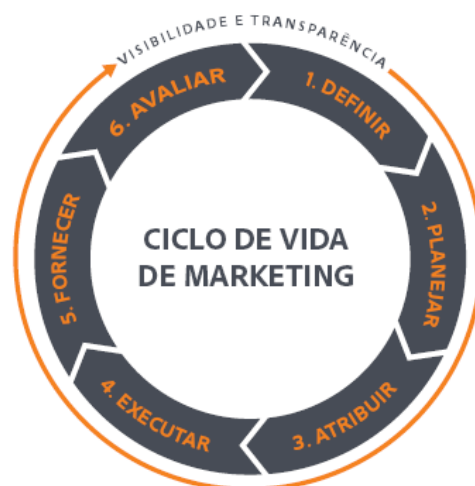 VISIBILIDADE E TRANSPARÊNCIA
1. DEFINIR
2. PLANEJAR
3. ATRIBUIR
4. EXECUTAR
5. FORNECER
6. AVALIAR
CICLO DE VIDA
DE MARKETING